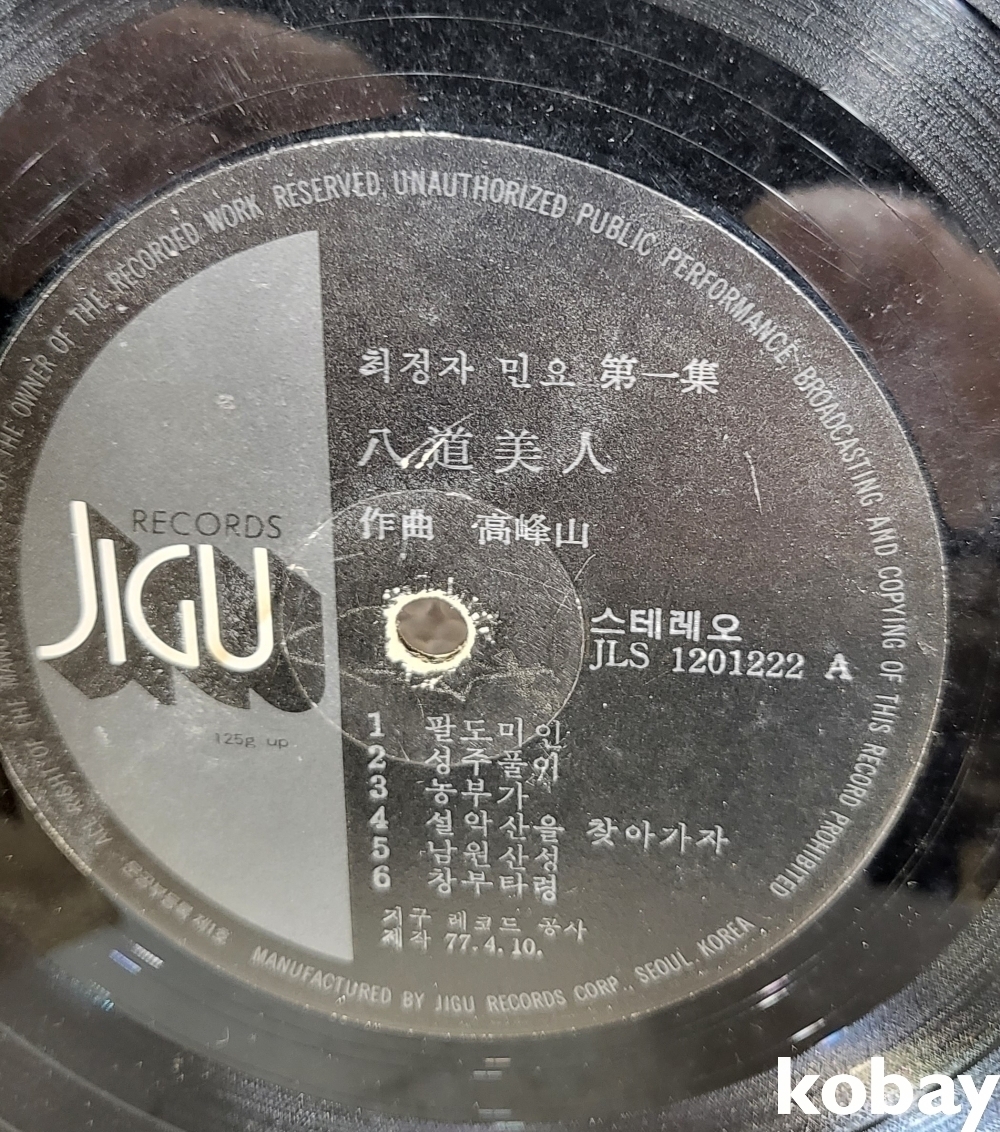 THE OWNER OF THE RECORDED WORK RESERVED. UNAUTHORIZED PUBLIC PERFORMANCE, BROADCASTING AND COPYING OF THIS RECORD PROHIBITED
최정자 민요 第一集
八道美人
作曲 高峰山
RECORDS
JIGU
스테레오
JLS 1201222 A
125g up
1 팔도미인
2 성주풀이
3 농부가
4 설악산을 찾아가자
5 남원산성
6 창부타령
지구 레코드 공사
제작 77.4.10.
제1호
MANUFACTURED BY JIGU RECORDS CORP., SEOUL, KOREA
kobay